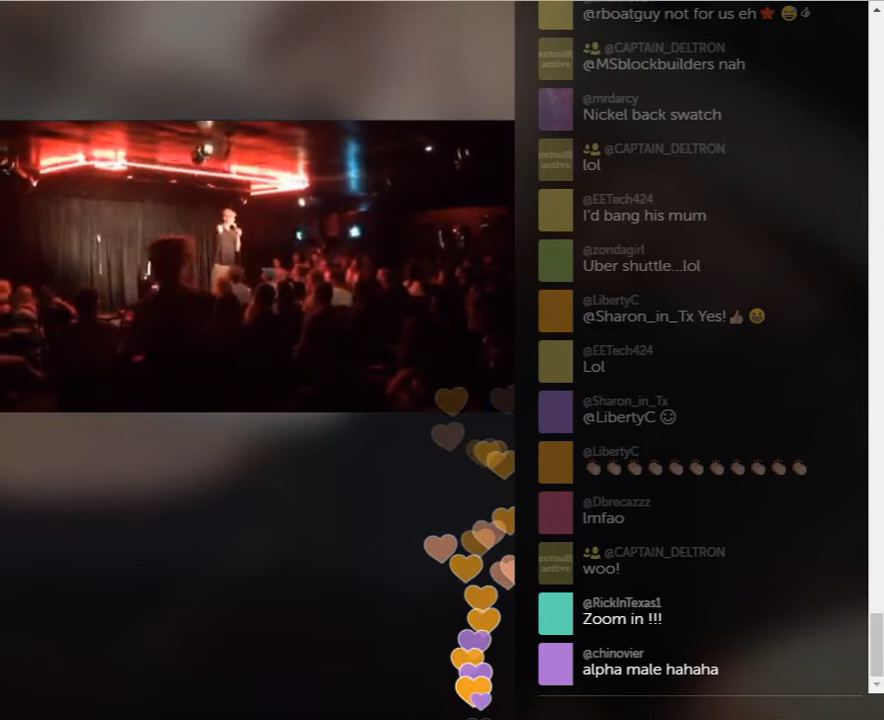 @rboatguy not for us eh🍁 😅👍
@CAPTAIN_DELTRON
@MSblockbuilders nah
@mrdarcy
Nickel back swatch
@CAPTAIN_DELTRON
lol
@EETech424
I'd bang his mum
@zondagirl
Uber shuttle...lol
@LibertyC
@Sharon_in_Tx Yes!👍 😁
@EETech424
Lol
@Sharon_in_Tx
@LibertyC ☺
@LibertyC
👏 👏 👏 👏 👏 👏 👏 👏 👏 👏 👏
@Dbrecazzz
lmfao
@CAPTAIN_DELTRON
woo!
@RickInTexas1
Zoom in !!!
@chinovier
alpha male hahaha